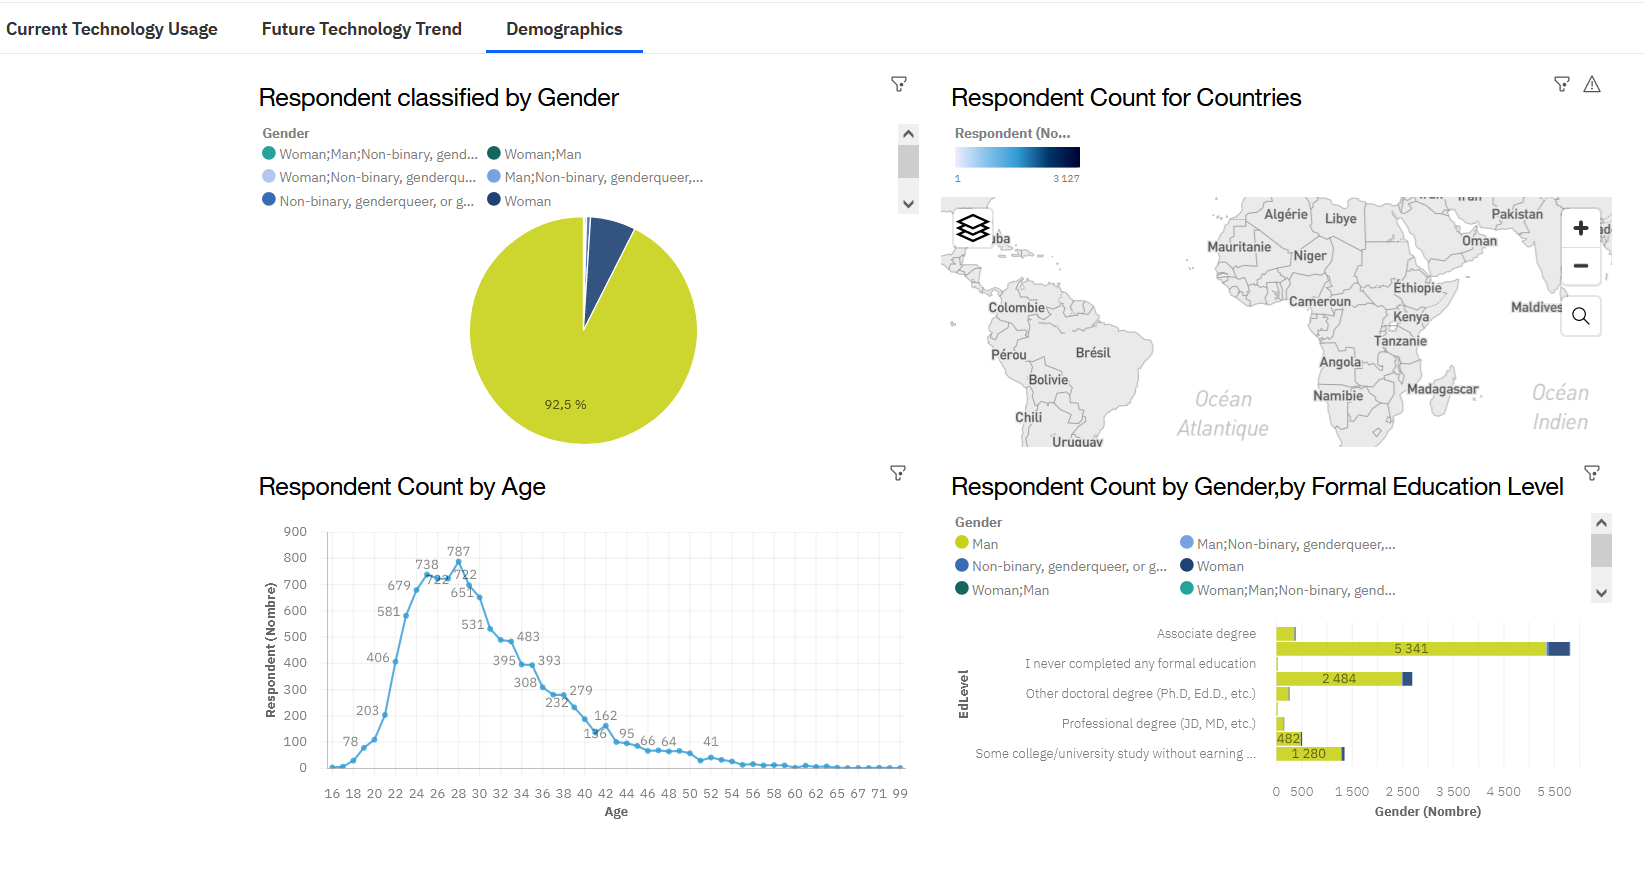 Current Technology Usage
Future Technology Trend
Demographics
Respondent classified by Gender
Gender
Woman;Man;Non-binary, gend...
Woman;Man
Woman;Non-binary, genderqu...
Man;Non-binary, genderqueer,...
Non-binary, genderqueer, or g...
Woman
92,5 %
Respondent Count for Countries
Respondent (No...
1
3 127
Algérie
Libye
Pakistan
Mauritanie
Oman
Niger
Éthiopie
Colombie
Cameroun
Maldives
Kenya
Pérou
Brésil
Tanzanie
Angola
Bolivie
Namibie
Madagascar
Océan
Atlantique
Océan
Indien
Chili
Uruguay
Respondent Count by Age
Respondent (Nombre)
900
800
700
600
500
400
300
200
100
0
78
203
406
581
679
738
722
787
722
651
531
483
395
393
308
279
232
162
136
95
66
64
41
16 18 20 22 24 26 28 30 32 34 36 38 40 42 44 46 48 50 52 54 56 58 60 62 65 67 71 99
Age
Respondent Count by Gender,by Formal Education Level
Gender
Man
Man;Non-binary, genderqueer,...
Non-binary, genderqueer, or g...
Woman
Woman;Man
Woman;Man;Non-binary, gend...
EdLevel
Associate degree
5 341
I never completed any formal education
2 484
Other doctoral degree (Ph.D, Ed.D., etc.)
Professional degree (JD, MD, etc.)
482
Some college/university study without earning ...
1 280
0 500 1 500 2 500 3 500 4 500 5 500
Gender (Nombre)